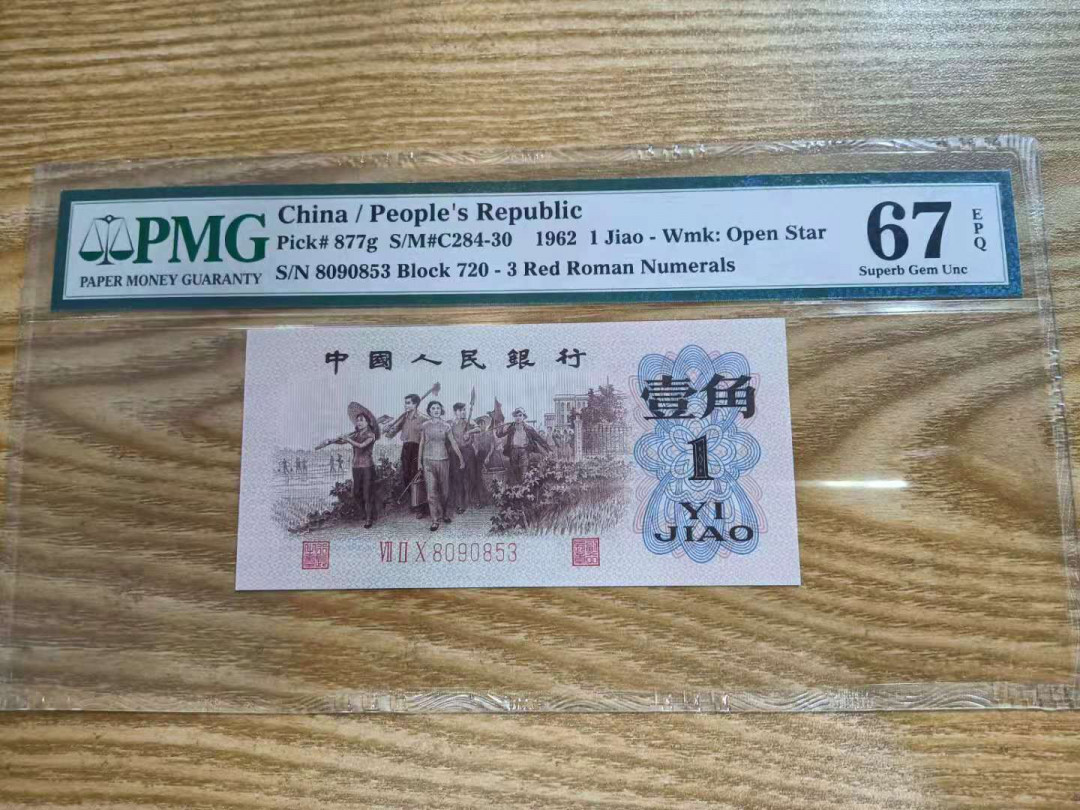 PMG
PAPER MONEY GUARANTY
China / People's Republic
Pick# 877g S/M#C284-30 1962 1 Jiao - Wmk: Open Star
S/N 8090853 Block 720 - 3 Red Roman Numerals
67
EPQ
Superb Gem Unc
中國人民銀行
壹角
1
YI
JIAO
VII II X 8090853